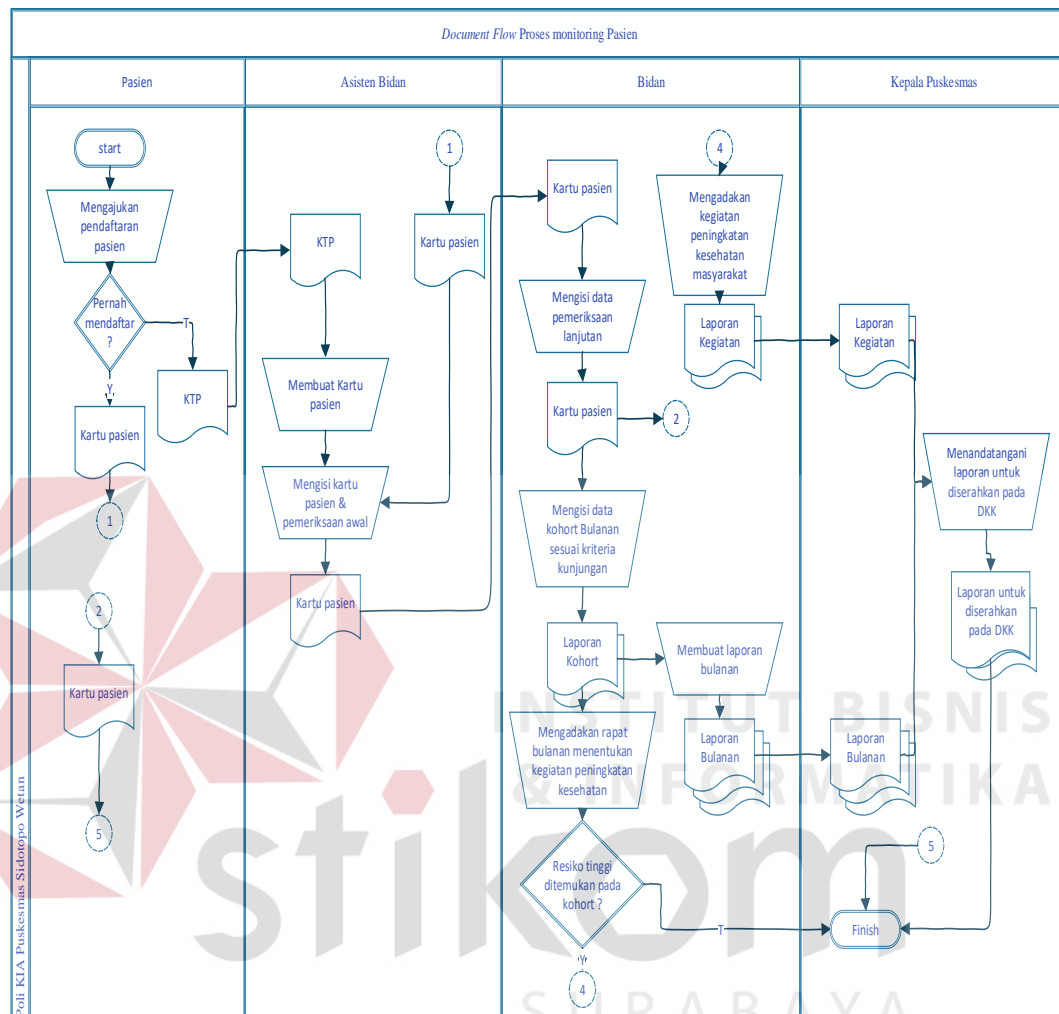 Document Flow Proses monitoring Pasien
Pasien
Asisten Bidan
Bidan
Kepala Puskesmas
Poli KIA Puskesmas Sidotopo Wetan
start
Mengajukan
pendaftaran
pasien
Pernah
mendaftar
?
T
Y
KTP
Kartu pasien
1
2
Kartu pasien
5
1
KTP
Kartu pasien
Membuat Kartu
pasien
Mengisi kartu
pasien &
pemeriksaan awal
Kartu pasien
Kartu pasien
Mengisi data
pemeriksaan
lanjutan
Kartu pasien
2
Mengisi data
kohort Bulanan
sesuai kriteria
kunjungan
Laporan
Kohort
Membuat laporan
bulanan
Laporan
Bulanan
Mengadakan rapat
bulanan menentukan
kegiatan peningkatan
kesehatan
Resiko tinggi
ditemukan pada
kohort ?
T
Y
4
4
Mengadakan
kegiatan
peningkatan
kesehatan
masyarakat
Laporan
Kegiatan
Laporan
Kegiatan
Menandatangani
laporan untuk
diserahkan pada
DKK
Laporan untuk
diserahkan
pada DKK
Laporan
Bulanan
5
Finish
INSTITUT BISNIS
& INFORMATIKA
stikom
SURABAYA